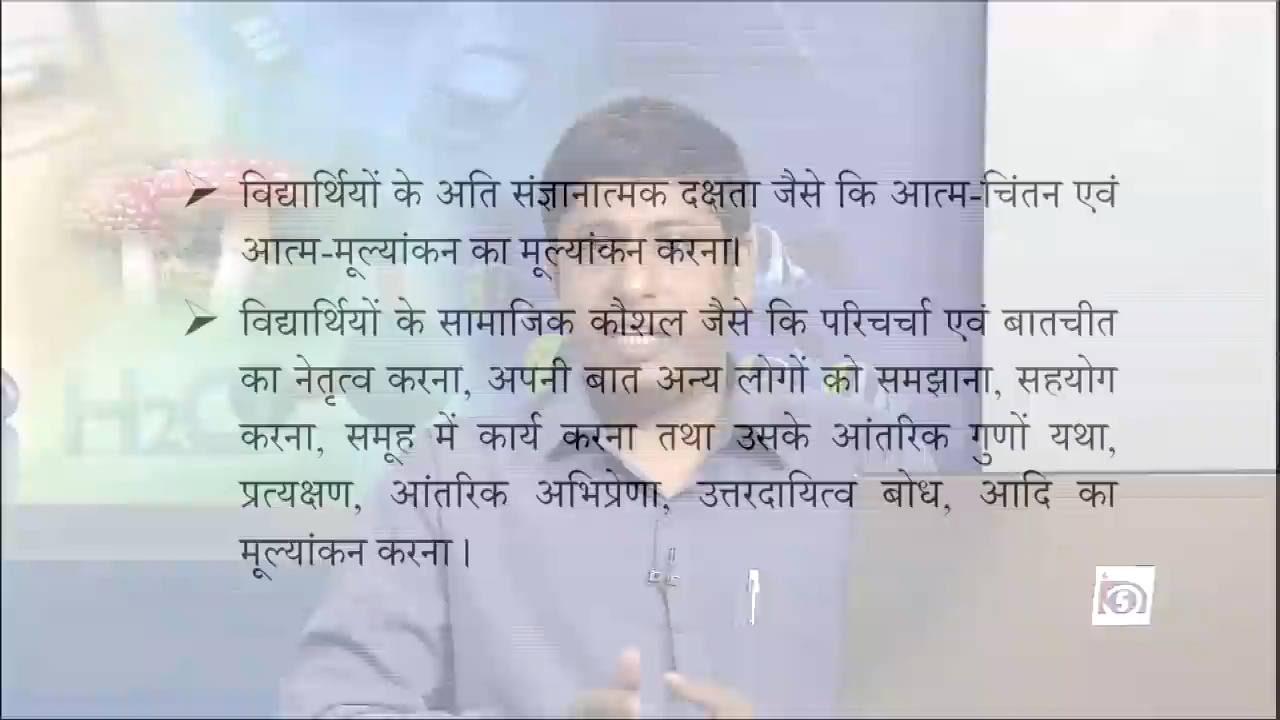 विद्यार्थियों के अति संज्ञानात्मक दक्षता जैसे कि आत्म-चिंतन एवं
आत्म-मूल्यांकन का मूल्यांकन करना।
विद्यार्थियों के सामाजिक कौशल जैसे कि परिचर्चा एवं बातचीत
का नेतृत्व करना, अपनी बात अन्य लोगों को समझाना, सहयोग
करना, समूह में कार्य करना तथा उसके आंतरिक गुणों यथा,
प्रत्यक्षण, आंतरिक अभिप्रेणा, उत्तरदायित्व बोध, आदि का
मूल्यांकन करना।
H2O
5